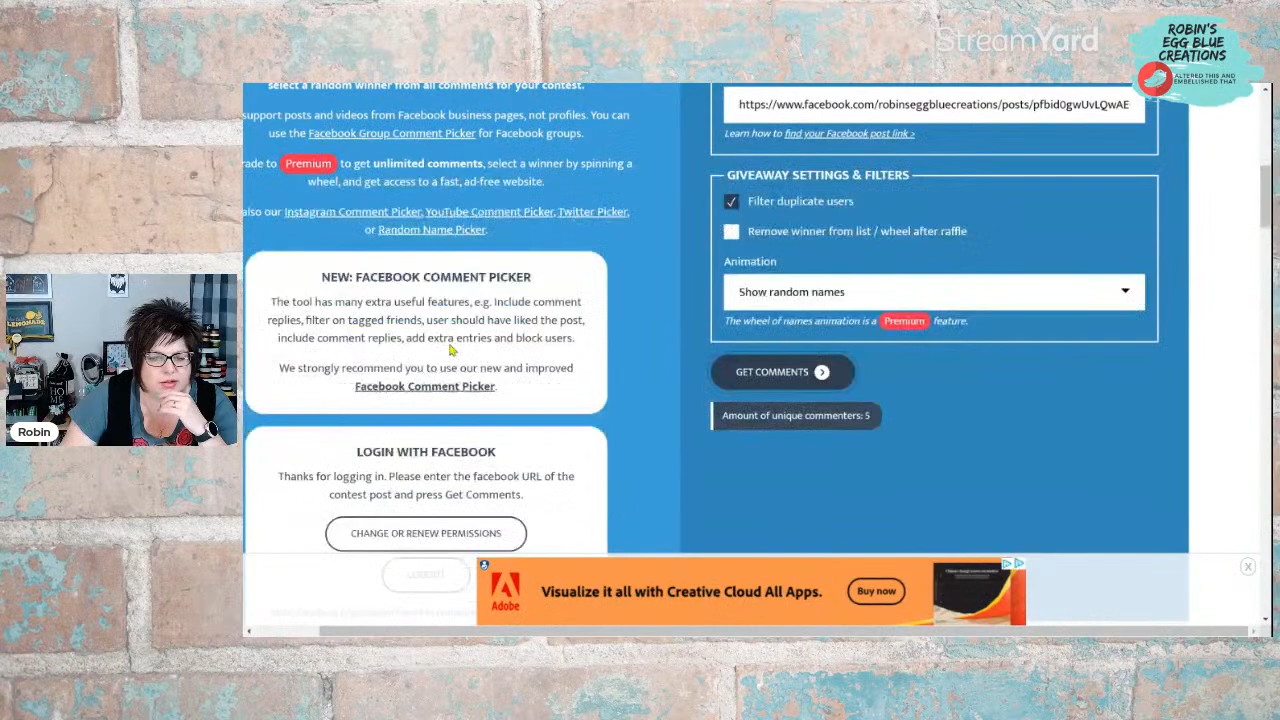 StreamYard
ROBIN'S
EGG BLUE
CREATIONS
ALTERED THIS AND
EMBELLISHED THAT
select a random winner from all comments for your contest.
support posts and videos from Facebook business pages, not profiles. You can
use the Facebook Group Comment Picker for Facebook groups.
rade to Premium to get unlimited comments, select a winner by spinning a
wheel, and get access to a fast, ad-free website.
also our Instagram Comment Picker, YouTube Comment Picker, Twitter Picker,
or Random Name Picker.
NEW: FACEBOOK COMMENT PICKER
The tool has many extra useful features, e.g. Include comment
replies, filter on tagged friends, user should have liked the post,
include comment replies, add extra entries and block users.
We strongly recommend you to use our new and improved
Facebook Comment Picker.
LOGIN WITH FACEBOOK
Thanks for logging in. Please enter the facebook URL of the
contest post and press Get Comments.
CHANGE OR RENEW PERMISSIONS
https://www.facebook.com/robinseggbluecreations/posts/pfbid0gwUvLQwAE
Learn how to find your Facebook post link >
GIVEAWAY SETTINGS & FILTERS
Filter duplicate users
Remove winner from list / wheel after raffle
Animation
Show random names
The wheel of names animation is a Premium feature.
GET COMMENTS
Amount of unique commenters: 5
Adobe
Visualize it all with Creative Cloud All Apps.
Buy now
X
LEMONADE
HOME
Robin